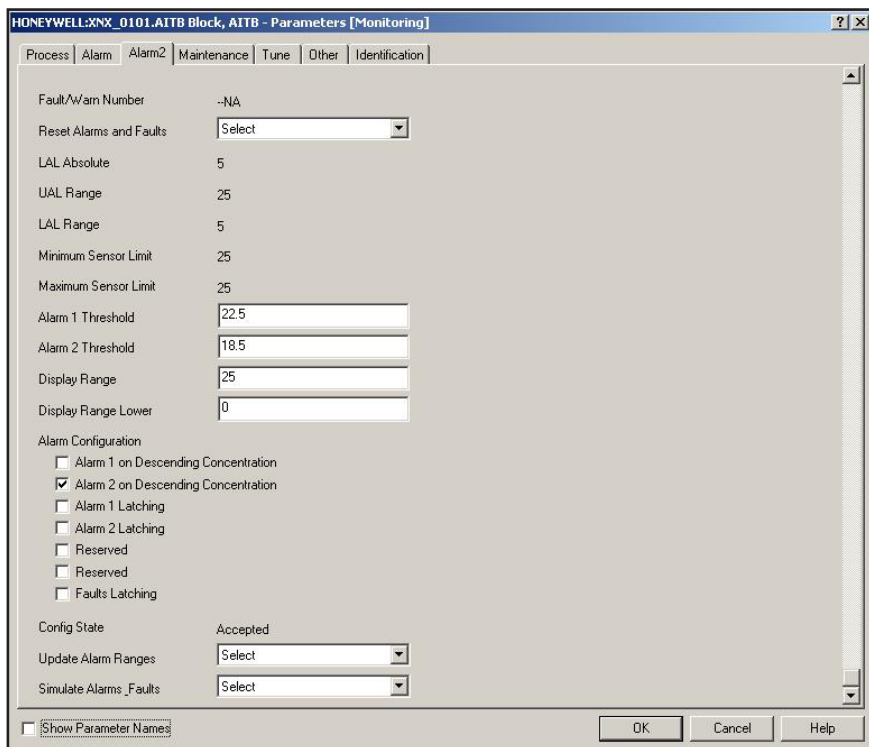 HONEYWELL:XNX_0101.AITB Block, AITB - Parameters [Monitoring]
Process Alarm Alarm2 Maintenance Tune Other Identification
Fault/Warn Number --NA
Reset Alarms and Faults Select
LAL Absolute 5
UAL Range 25
LAL Range 5
Minimum Sensor Limit 25
Maximum Sensor Limit 25
Alarm 1 Threshold 22.5
Alarm 2 Threshold 18.5
Display Range 25
Display Range Lower 0
Alarm Configuration
Alarm 1 on Descending Concentration
Alarm 2 on Descending Concentration
Alarm 1 Latching
Alarm 2 Latching
Reserved
Reserved
Faults Latching
Config State Accepted
Update Alarm Ranges Select
Simulate Alarms_Faults Select
Show Parameter Names OK Cancel Help